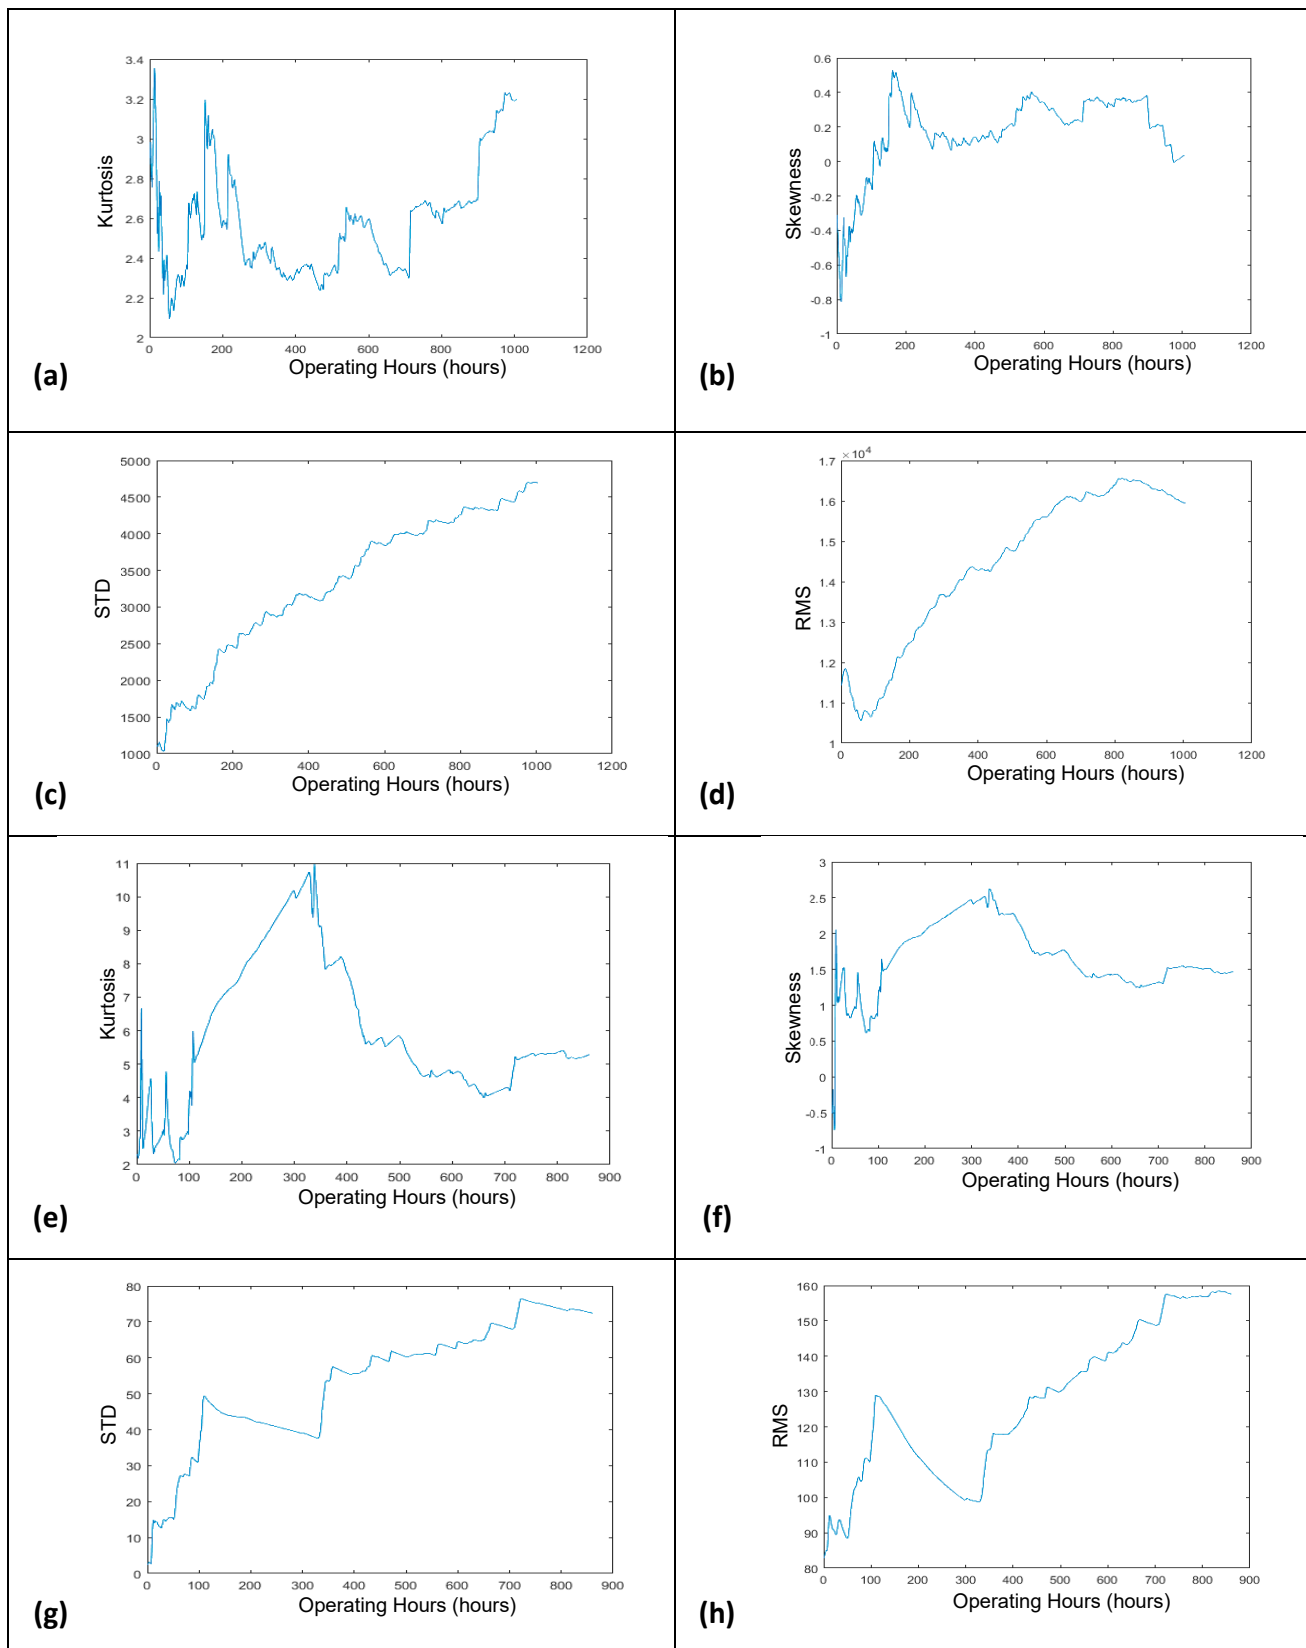 3.4
3.2
3
2.8
2.6
2.4
2.2
2
Kurtosis
0 200 400 600 800 1000 1200
Operating Hours (hours)
(a)
0.6
0.4
0.2
0
-0.2
-0.4
-0.6
-0.8
-1
Skewness
0 200 400 600 800 1000 1200
Operating Hours (hours)
(b)
5000
4500
4000
3500
3000
2500
2000
1500
1000
STD
0 200 400 600 800 1000 1200
Operating Hours (hours)
(c)
×10^4
1.7
1.6
1.5
1.4
1.3
1.2
1.1
1
RMS
0 200 400 600 800 1000 1200
Operating Hours (hours)
(d)
11
10
9
8
7
6
5
4
3
2
Kurtosis
0 100 200 300 400 500 600 700 800 900
Operating Hours (hours)
(e)
3
2.5
2
1.5
1
0.5
0
-0.5
-1
Skewness
0 100 200 300 400 500 600 700 800 900
Operating Hours (hours)
(f)
80
70
60
50
40
30
20
10
0
STD
0 100 200 300 400 500 600 700 800 900
Operating Hours (hours)
(g)
160
150
140
130
120
110
100
90
80
RMS
0 100 200 300 400 500 600 700 800 900
Operating Hours (hours)
(h)